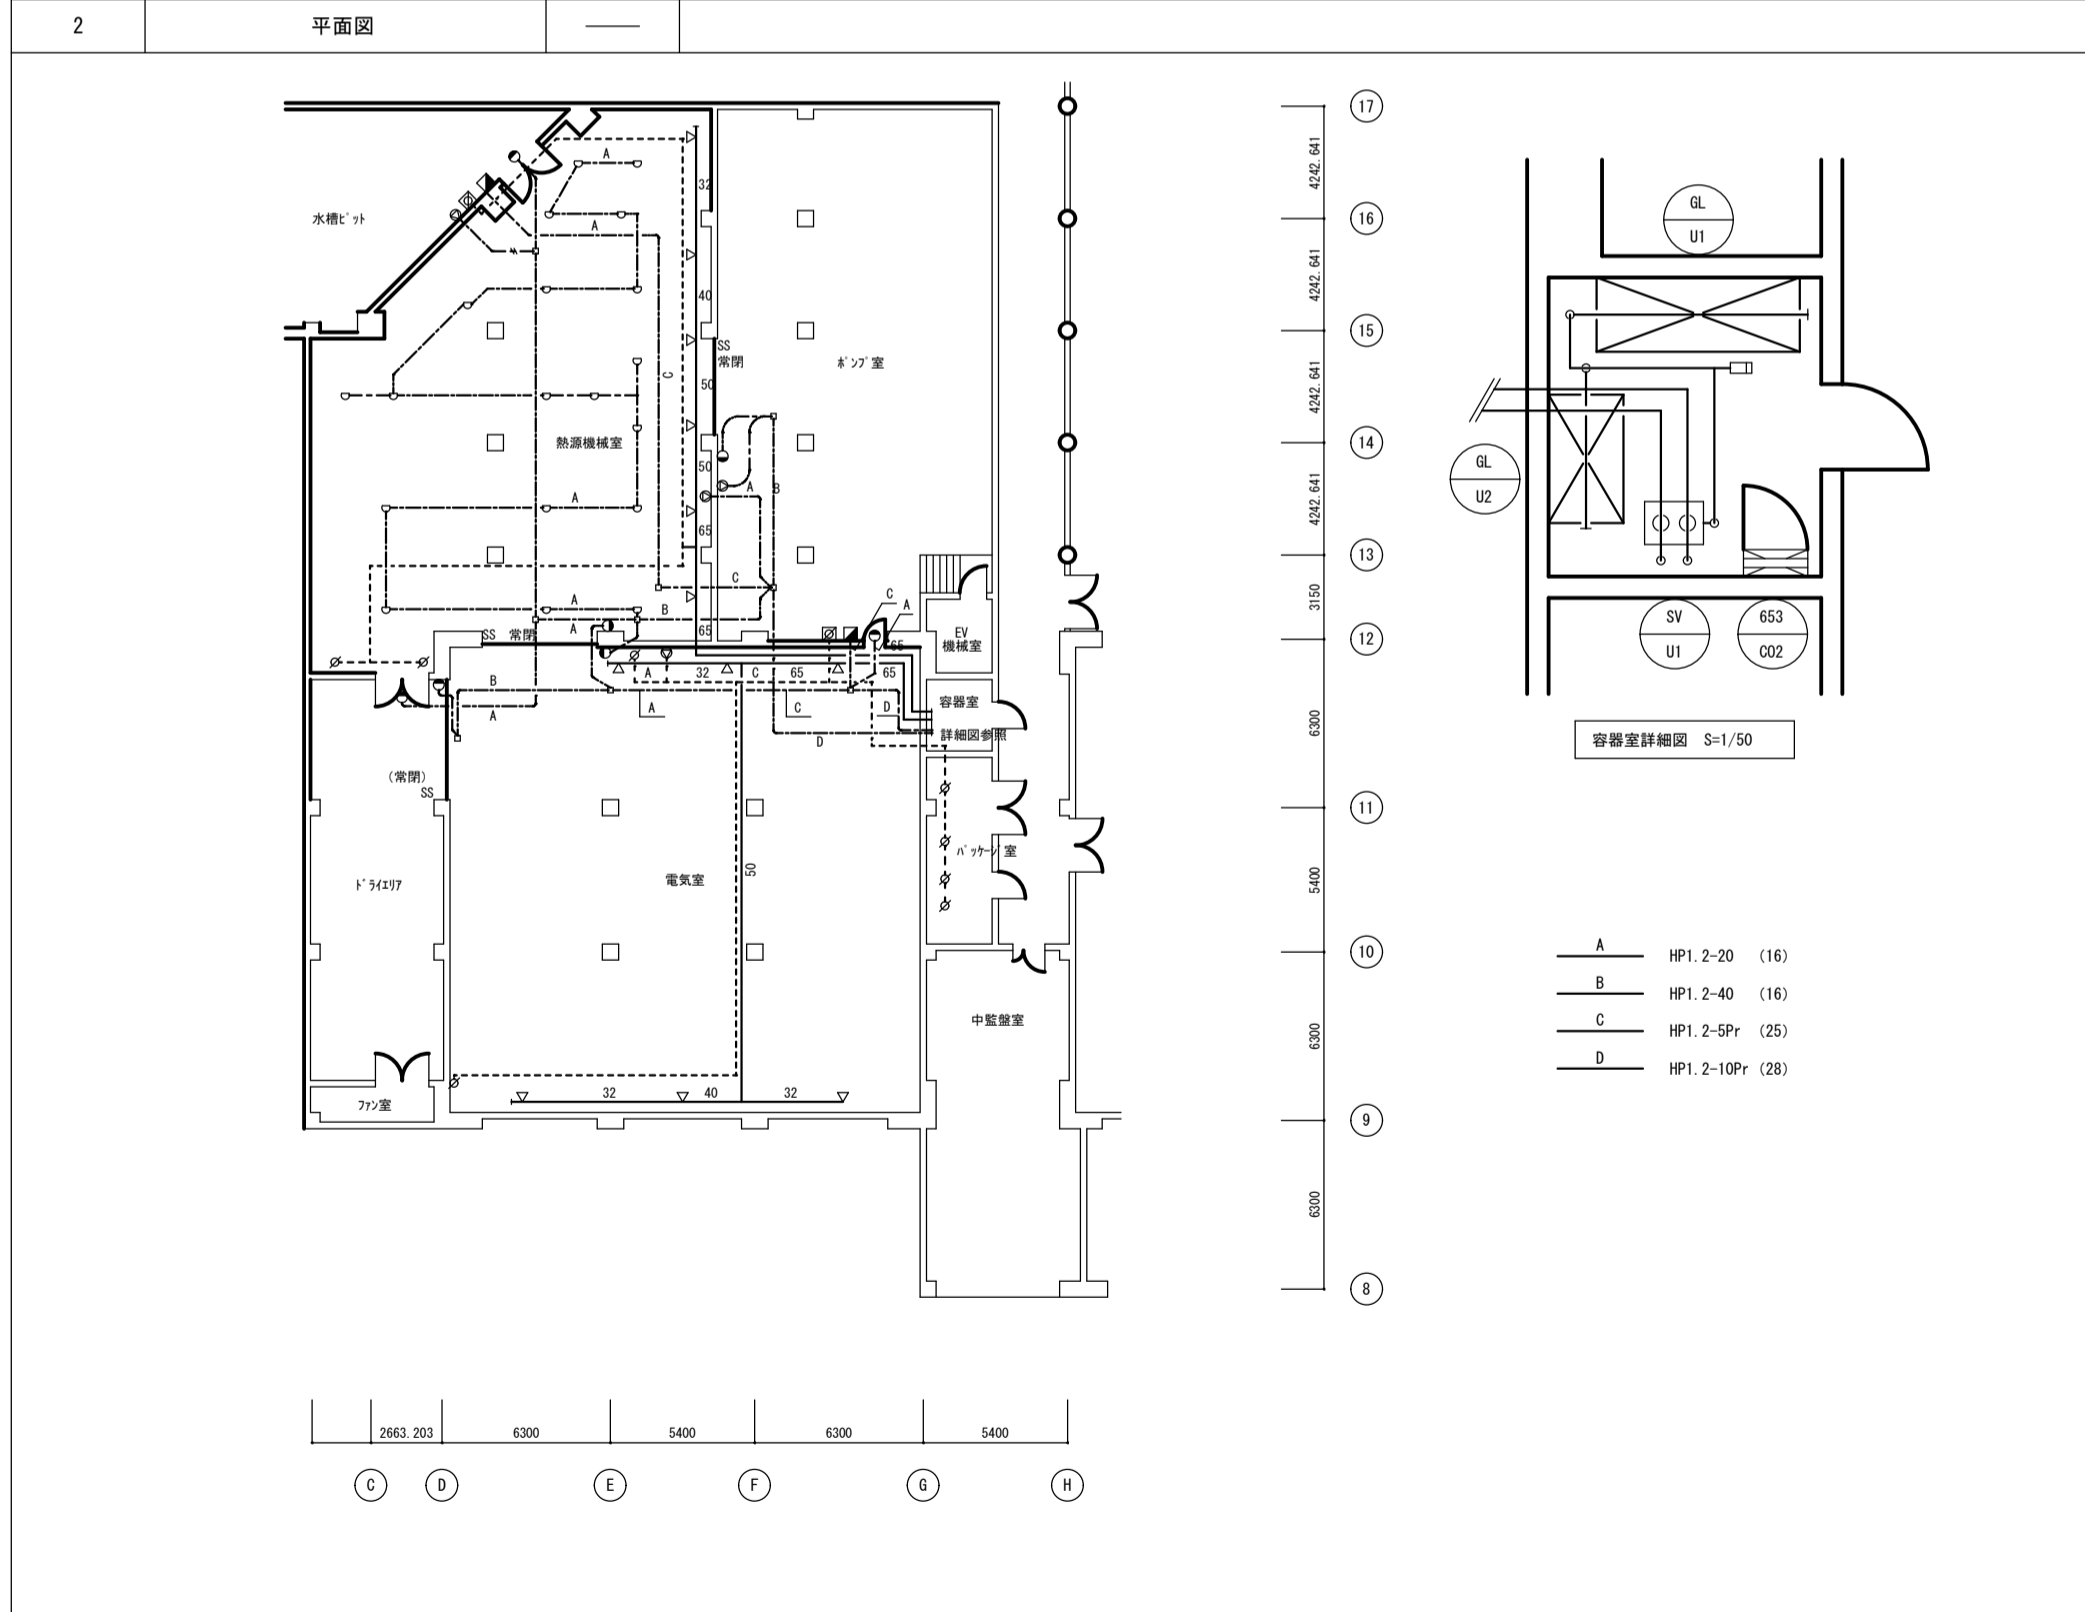 2
平面図
17
16
15
14
13
12
11
10
9
8
4242.641
4242.641
4242.641
4242.641
3150
6300
5400
6300
6300
水槽ﾋﾟｯﾄ
A
32
A
40
SS
常閉
ﾎﾟﾝﾌﾟ室
C
50
熱源機械室
50
A
B
A
65
C
A
B
C
A
SS 常閉
A
65
65
EV
機械室
A
32
C
65
65
B
A
C
D
容器室
A
D
詳細図参照
(常閉)
SS
ﾊﾟｯｹｰｼﾞ室
ﾄﾞﾗｲｴﾘｱ
電気室
50
中監盤室
ﾌｧﾝ室
32
40
32
2663.203
6300
5400
6300
5400
C
D
E
F
G
H
GL
U1
GL
U2
SV
U1
653
CO2
容器室詳細図 S=1/50
A HP1.2-20 (16)
B HP1.2-40 (16)
C HP1.2-5Pr (25)
D HP1.2-10Pr (28)